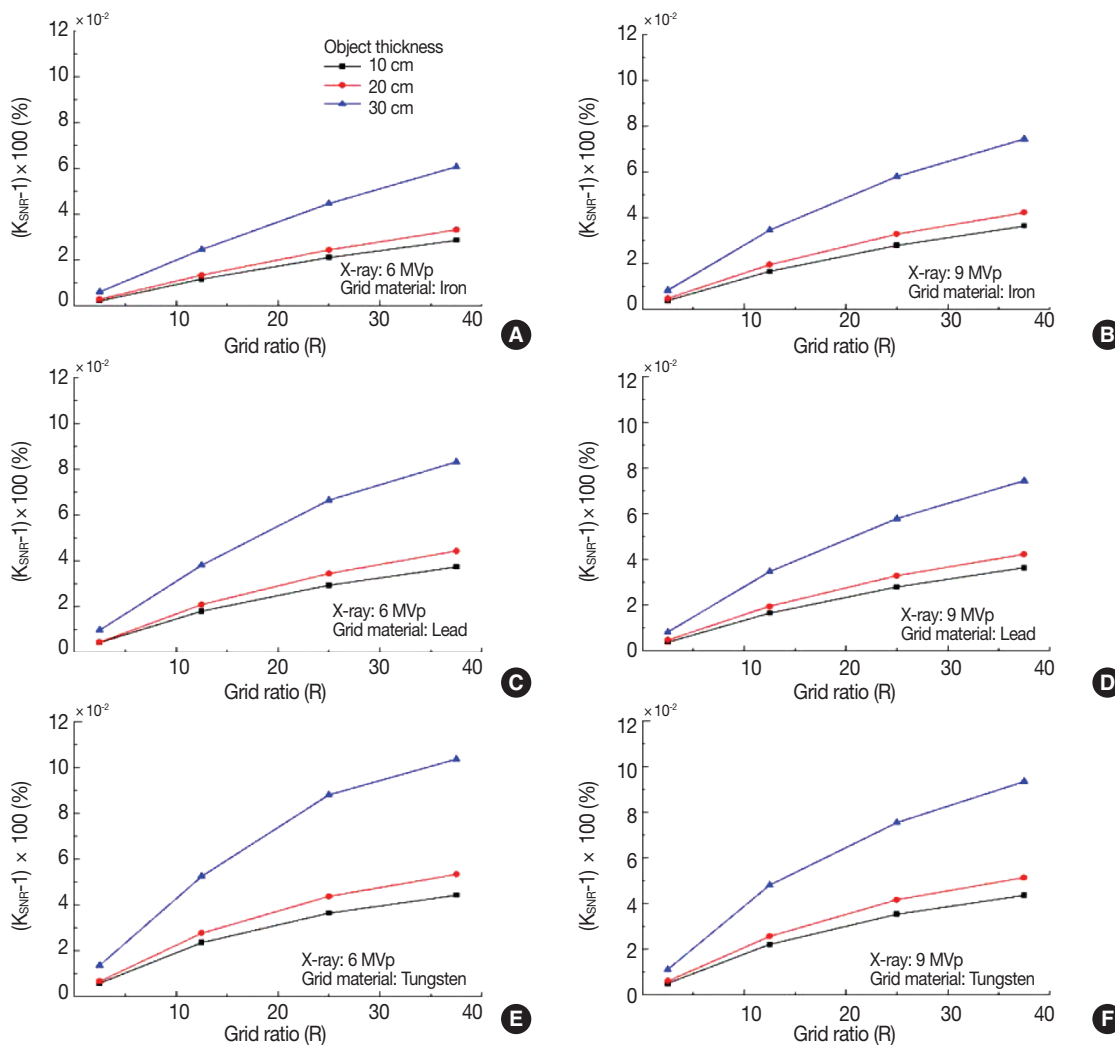 × 10⁻²
12
10
8
6
4
2
0
(K_SNR-1) × 100 (%)
Object thickness
10 cm
20 cm
30 cm
X-ray: 6 MVp
Grid material: Iron
10 20 30 40
Grid ratio (R)
A
× 10⁻²
12
10
8
6
4
2
0
(K_SNR-1) × 100 (%)
X-ray: 9 MVp
Grid material: Iron
10 20 30 40
Grid ratio (R)
B
× 10⁻²
12
10
8
6
4
2
0
(K_SNR-1) × 100 (%)
X-ray: 6 MVp
Grid material: Lead
10 20 30 40
Grid ratio (R)
C
× 10⁻²
12
10
8
6
4
2
0
(K_SNR-1) × 100 (%)
X-ray: 9 MVp
Grid material: Lead
10 20 30 40
Grid ratio (R)
D
× 10⁻²
12
10
8
6
4
2
0
(K_SNR-1) × 100 (%)
X-ray: 6 MVp
Grid material: Tungsten
10 20 30 40
Grid ratio (R)
E
× 10⁻²
12
10
8
6
4
2
0
(K_SNR-1) × 100 (%)
X-ray: 9 MVp
Grid material: Tungsten
10 20 30 40
Grid ratio (R)
F